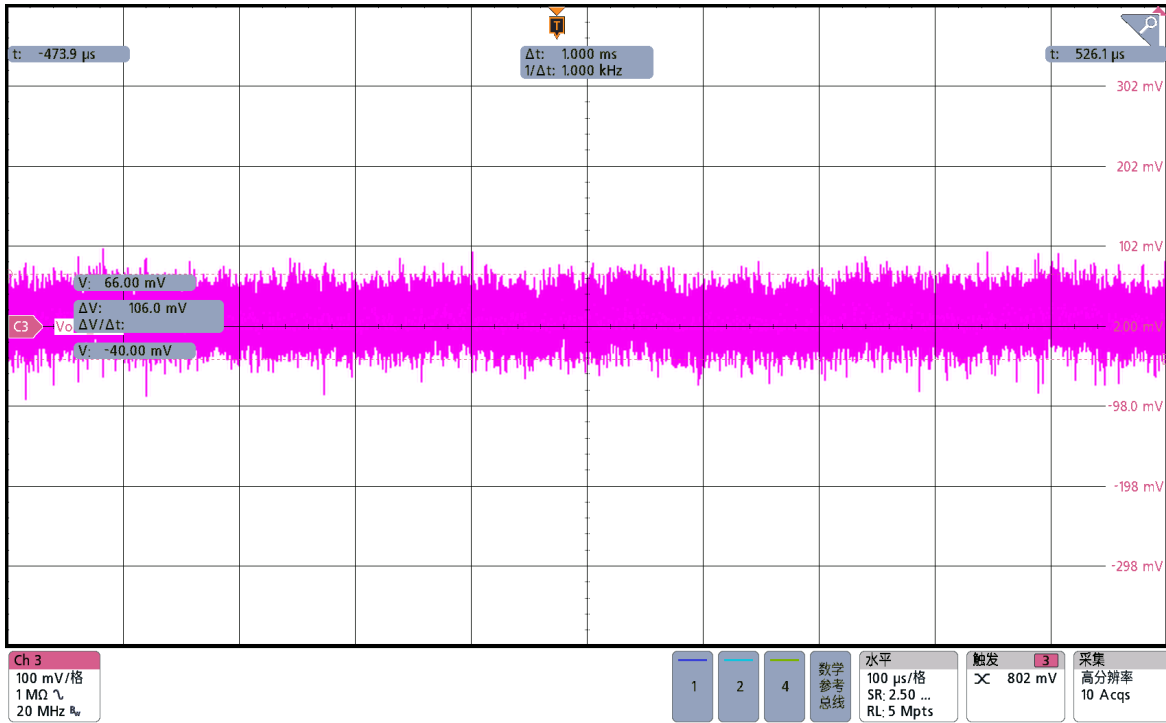 T
t: -473.9 µs
Δt: 1.000 ms
1/Δt: 1.000 kHz
t: 526.1 µs
302 mV
202 mV
102 mV
V: 66.00 mV
ΔV: 106.0 mV
ΔV/Δt:
C3
Vo
2.00 mV
V: -40.00 mV
-98.0 mV
-198 mV
-298 mV
Ch 3
100 mV/格
1 MΩ
20 MHz Bw
1
2
4
数学
参考
总线
水平
100 µs/格
SR: 2.50 ...
RL: 5 Mpts
触发 3
802 mV
采集
高分辨率
10 Acqs